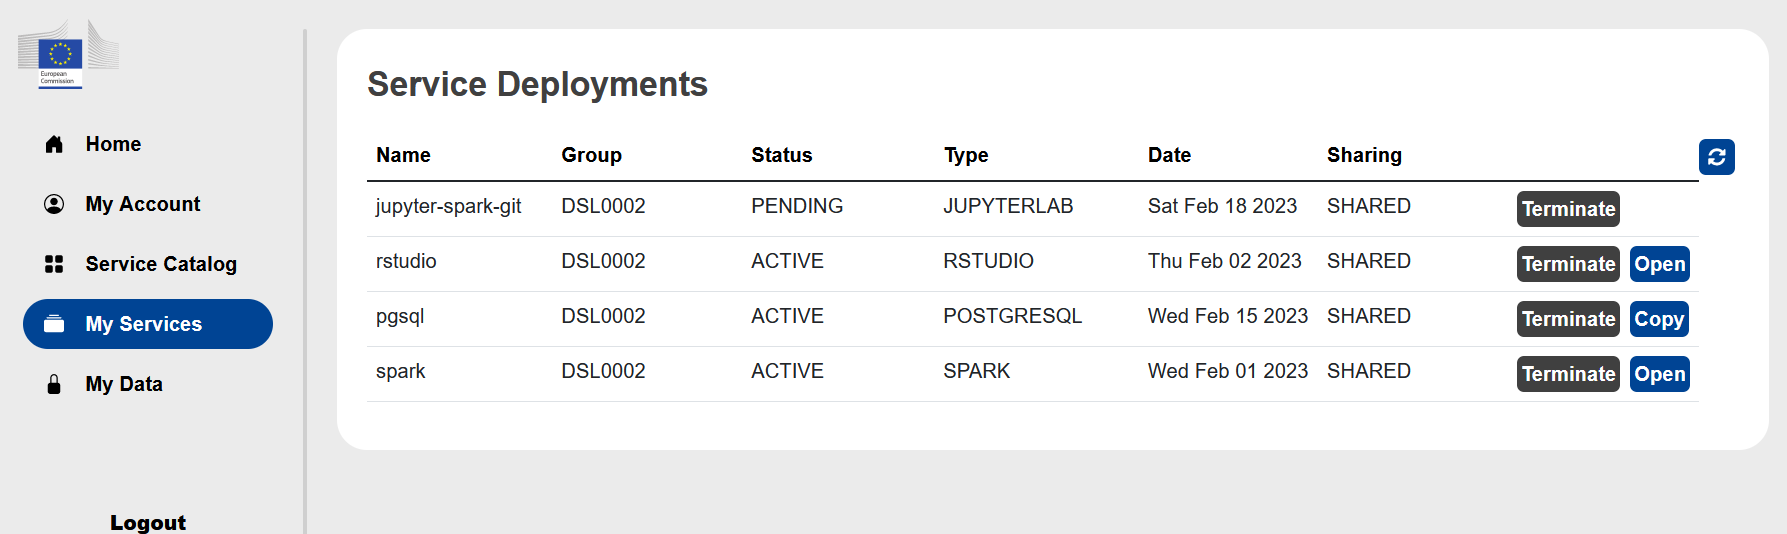 European
Commission
Home
My Account
Service Catalog
My Services
My Data
Logout
Service Deployments
Name Group Status Type Date Sharing
jupyter-spark-git DSL0002 PENDING JUPYTERLAB Sat Feb 18 2023 SHARED Terminate
rstudio DSL0002 ACTIVE RSTUDIO Thu Feb 02 2023 SHARED Terminate Open
pgsql DSL0002 ACTIVE POSTGRESQL Wed Feb 15 2023 SHARED Terminate Copy
spark DSL0002 ACTIVE SPARK Wed Feb 01 2023 SHARED Terminate Open